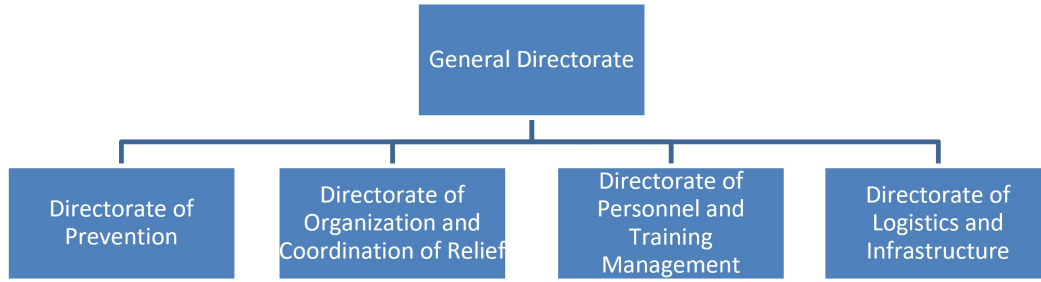 General Directorate
Directorate of
Prevention
Directorate of
Organization and
Coordination of Relief
Directorate of
Personnel and
Training
Management
Directorate of
Logistics and
Infrastructure